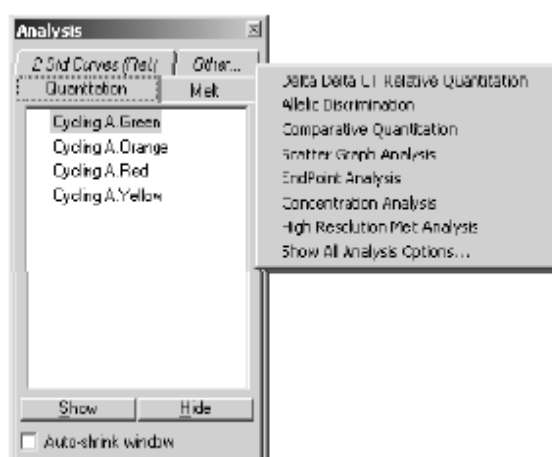 Analysis
2 Std Curves (Rel)
Other...
Quantitation
Melt
Cycling A.Green
Cycling A.Orange
Cycling A.Red
Cycling A.Yellow
Show
Hide
Auto-shrink window
Delta Delta CT Relative Quantitation
Allelic Discrimination
Comparative Quantitation
Scatter Graph Analysis
EndPoint Analysis
Concentration Analysis
High Resolution Melt Analysis
Show All Analysis Options...